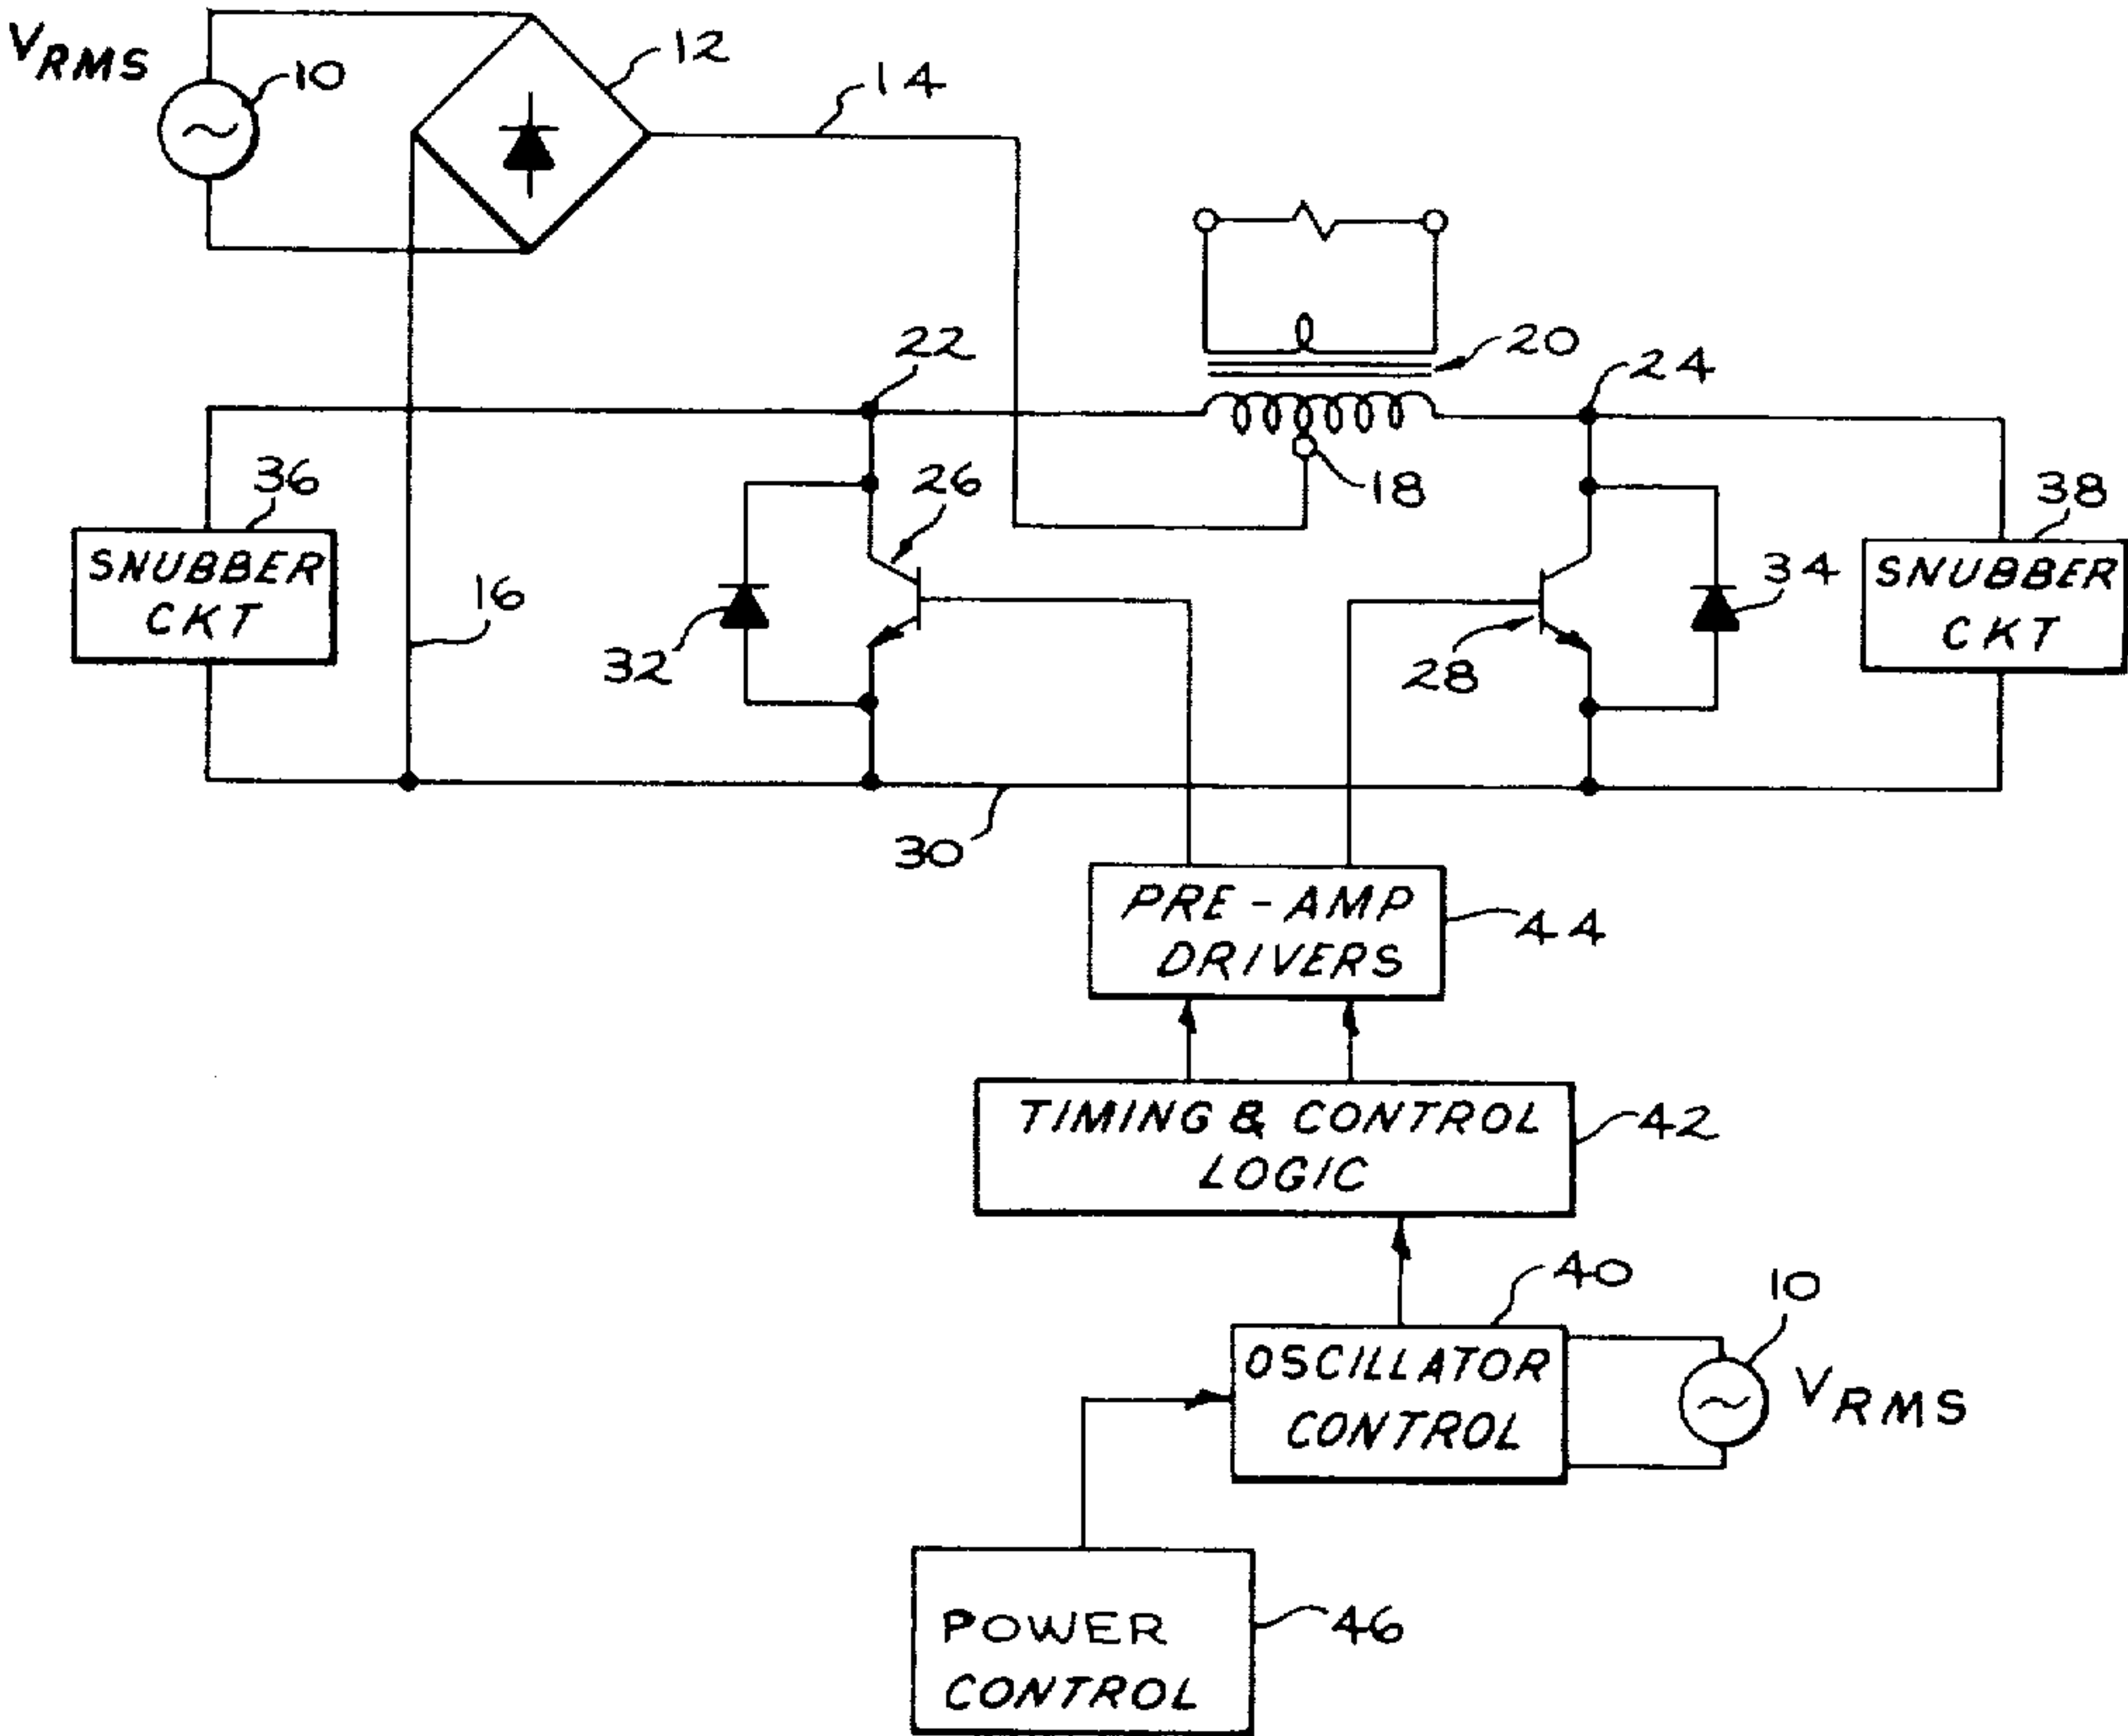 VRMS
10
12
14
22
20
24
36
26
18
38
SNUBBER
CKT
16
32
28
34
SNUBBER
CKT
30
PRE-AMP
DRIVERS
44
TIMING & CONTROL
LOGIC
42
40
10
OSCILLATOR
CONTROL
VRMS
POWER
CONTROL
46